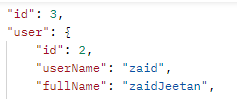 "id": 3,
"user": {
"id": 2,
"userName": "zaid",
"fullName": "zaidJeetan",